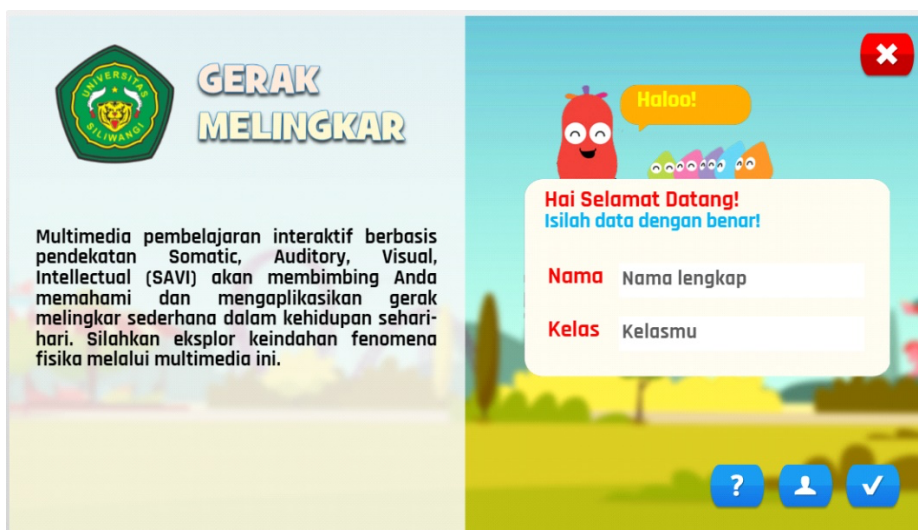 UNIVERSITAS
SILIWANGI
GERAK
MELINGKAR
Multimedia pembelajaran interaktif berbasis
pendekatan Somatic, Auditory, Visual,
Intellectual (SAVI) akan membimbing Anda
memahami dan mengaplikasikan gerak
melingkar sederhana dalam kehidupan sehari-
hari. Silahkan eksplor keindahan fenomena
fisika melalui multimedia ini.
Haloo!
Hai Selamat Datang!
Isilah data dengan benar!
Nama Nama lengkap
Kelas Kelasmu
?